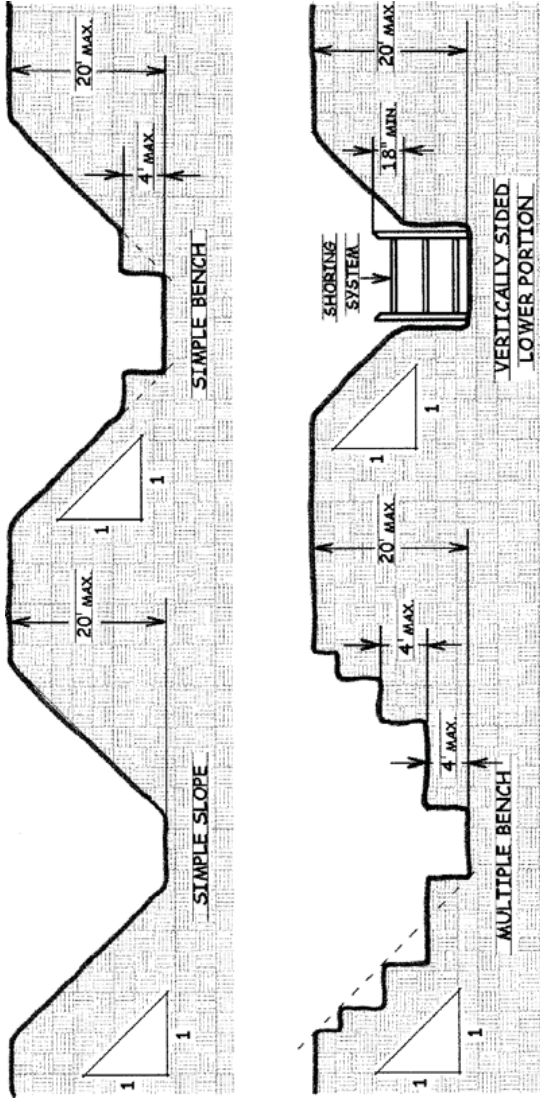 1
1
20' MAX.
SIMPLE SLOPE
1
1
4' MAX
20' MAX.
SIMPLE BENCH
1
1
4' MAX.
4' MAX.
20' MAX.
MULTIPLE BENCH
1
1
SHORING
SYSTEM
18" MIN.
20' MAX.
VERTICALLY SIDED
LOWER PORTION